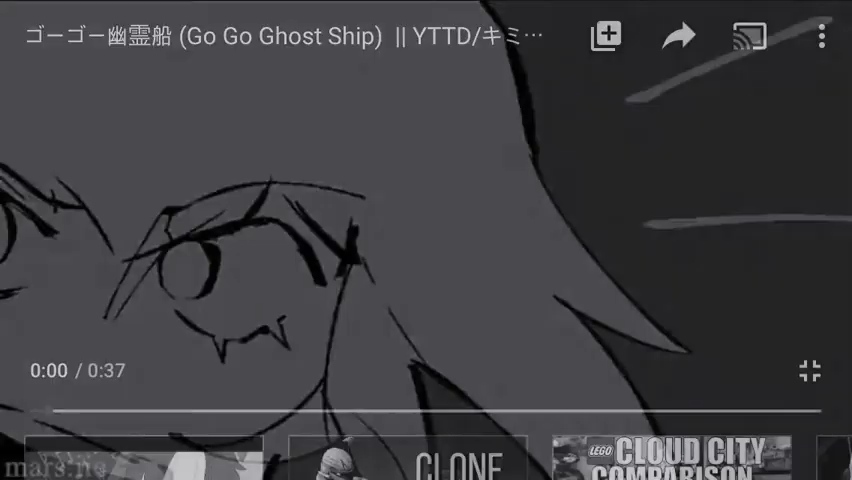 ゴーゴー幽霊船 (Go Go Ghost Ship) || YTTD/キミ…
0:00 / 0:37
mars.ne
CLONE
LEGO CLOUD CITY
COMPARISON